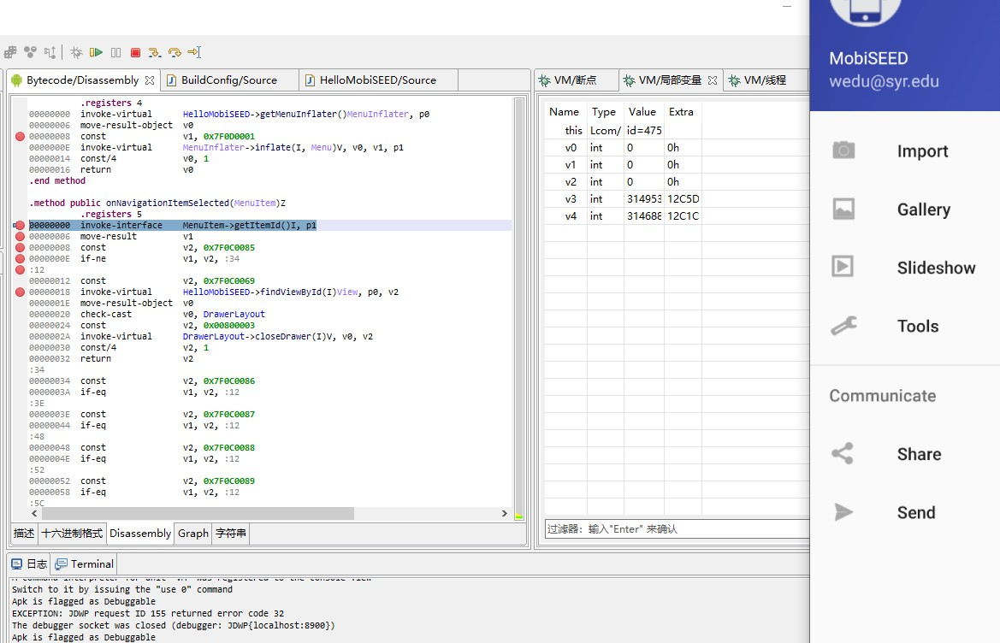 Bytecode/Disassembly
BuildConfig/Source
HelloMobiSEED/Source
.registers 4
00000000 invoke-virtual HelloMobiSEED->getMenuInflater()MenuInflater, p0
00000006 move-result-object v0
00000008 const v1, 0x7F0D0001
0000000E invoke-virtual MenuInflater->inflate(I, Menu)V, v0, v1, p1
00000014 const/4 v0, 1
00000016 return v0
.end method
.method public onNavigationItemSelected(MenuItem)Z
.registers 5
00000000 invoke-interface MenuItem->getItemId()I, p1
00000006 move-result v1
00000008 const v2, 0x7F0C0085
0000000E if-ne v1, v2, :34
:12
00000012 const v2, 0x7F0C0069
00000018 invoke-virtual HelloMobiSEED->findViewById(I)View, p0, v2
0000001E move-result-object v0
00000020 check-cast v0, DrawerLayout
00000024 const v2, 0x00800003
0000002A invoke-virtual DrawerLayout->closeDrawer(I)V, v0, v2
00000030 const/4 v2, 1
00000032 return v2
:34
00000034 const v2, 0x7F0C0086
0000003A if-eq v1, v2, :12
:3E
0000003E const v2, 0x7F0C0087
00000044 if-eq v1, v2, :12
:48
00000048 const v2, 0x7F0C0088
0000004E if-eq v1, v2, :12
:52
00000052 const v2, 0x7F0C0089
00000058 if-eq v1, v2, :12
:5C
描述 十六进制格式 Disassembly Graph 字符串
VM/断点
VM/局部变量
VM/线程
Name Type Value Extra
this Lcom/ id=475
v0 int 0 0h
v1 int 0 0h
v2 int 0 0h
v3 int 314953 12C5D
v4 int 314688 12C1C
过滤器: 输入"Enter" 来确认
日志 Terminal
A command interpreter for unit "VM" was registered to the console view
Switch to it by issuing the "use 0" command
Apk is flagged as Debuggable
EXCEPTION: JDWP request ID 155 returned error code 32
The debugger socket was closed (debugger: JDWP{localhost:8900})
Apk is flagged as Debuggable
MobiSEED
wedu@syr.edu
Import
Gallery
Slideshow
Tools
Communicate
Share
Send